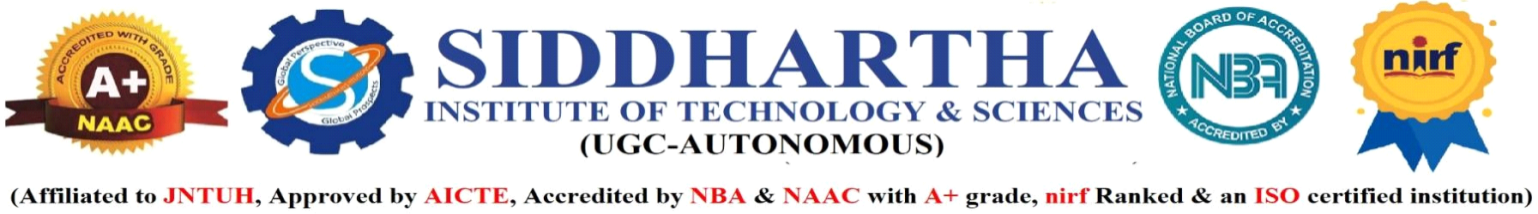 ACCREDITED WITH GRADE
A+
NAAC
Global Perspective
S
Global Prospects
SIDDHARTHA
INSTITUTE OF TECHNOLOGY & SCIENCES
(UGC-AUTONOMOUS)
NATIONAL BOARD OF ACCREDITATION
NBA
★ ACCREDITED BY ★
nirf
(Affiliated to JNTUH, Approved by AICTE, Accredited by NBA & NAAC with A+ grade, nirf Ranked & an ISO certified institution)